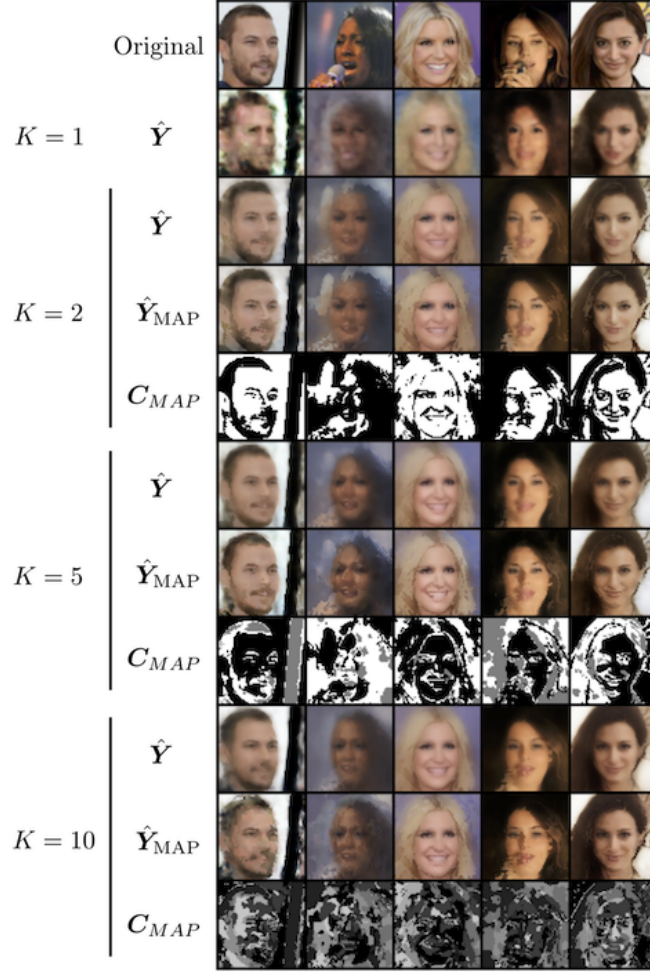 Original
K = 1 Ŷ
Ŷ
K = 2 Ŷ_MAP
C_MAP
Ŷ
K = 5 Ŷ_MAP
C_MAP
Ŷ
K = 10 Ŷ_MAP
C_MAP